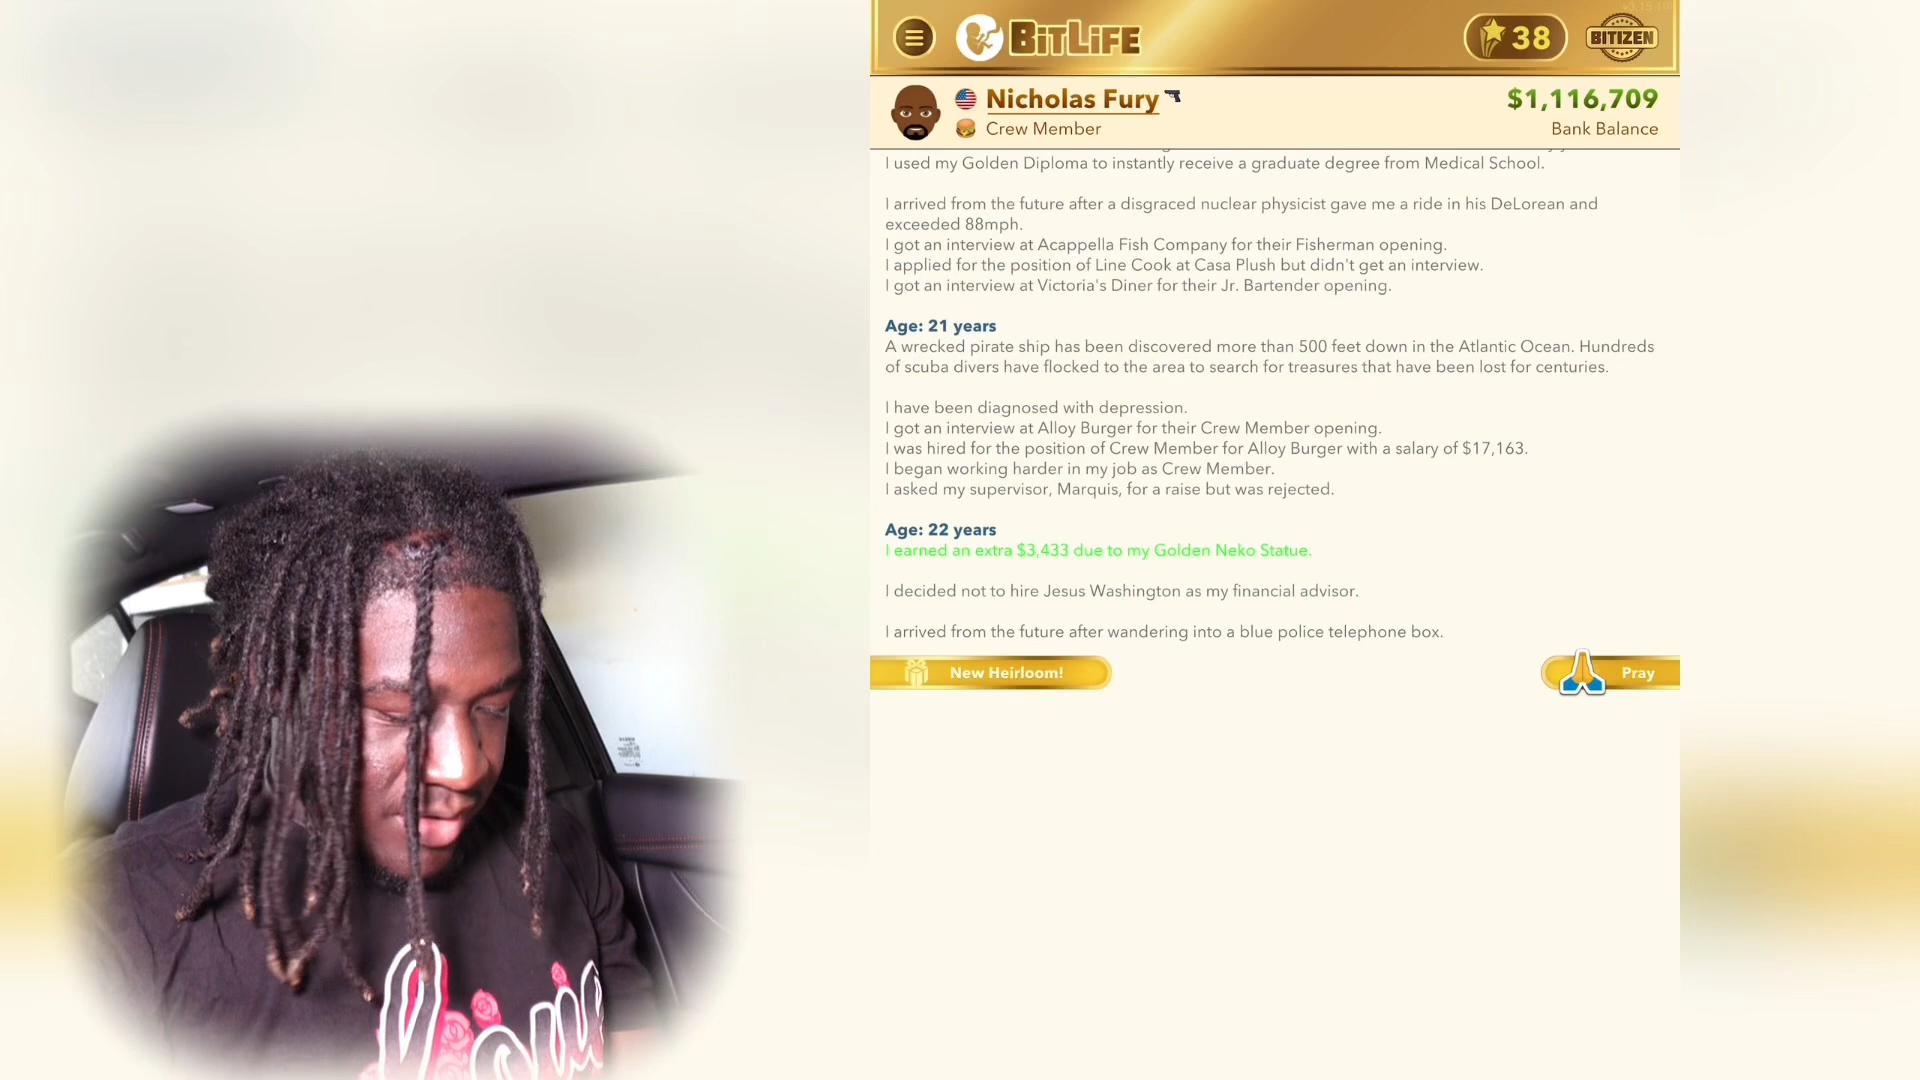 BITLIFE
38
BITIZEN
Nicholas Fury
$1,116,709
Crew Member
Bank Balance
I used my Golden Diploma to instantly receive a graduate degree from Medical School.
I arrived from the future after a disgraced nuclear physicist gave me a ride in his DeLorean and
exceeded 88mph.
I got an interview at Acappella Fish Company for their Fisherman opening.
I applied for the position of Line Cook at Casa Plush but didn't get an interview.
I got an interview at Victoria's Diner for their Jr. Bartender opening.
Age: 21 years
A wrecked pirate ship has been discovered more than 500 feet down in the Atlantic Ocean. Hundreds
of scuba divers have flocked to the area to search for treasures that have been lost for centuries.
I have been diagnosed with depression.
I got an interview at Alloy Burger for their Crew Member opening.
I was hired for the position of Crew Member for Alloy Burger with a salary of $17,163.
I began working harder in my job as Crew Member.
I asked my supervisor, Marquis, for a raise but was rejected.
Age: 22 years
I earned an extra $3,433 due to my Golden Neko Statue.
I decided not to hire Jesus Washington as my financial advisor.
I arrived from the future after wandering into a blue police telephone box.
New Heirloom!
Pray